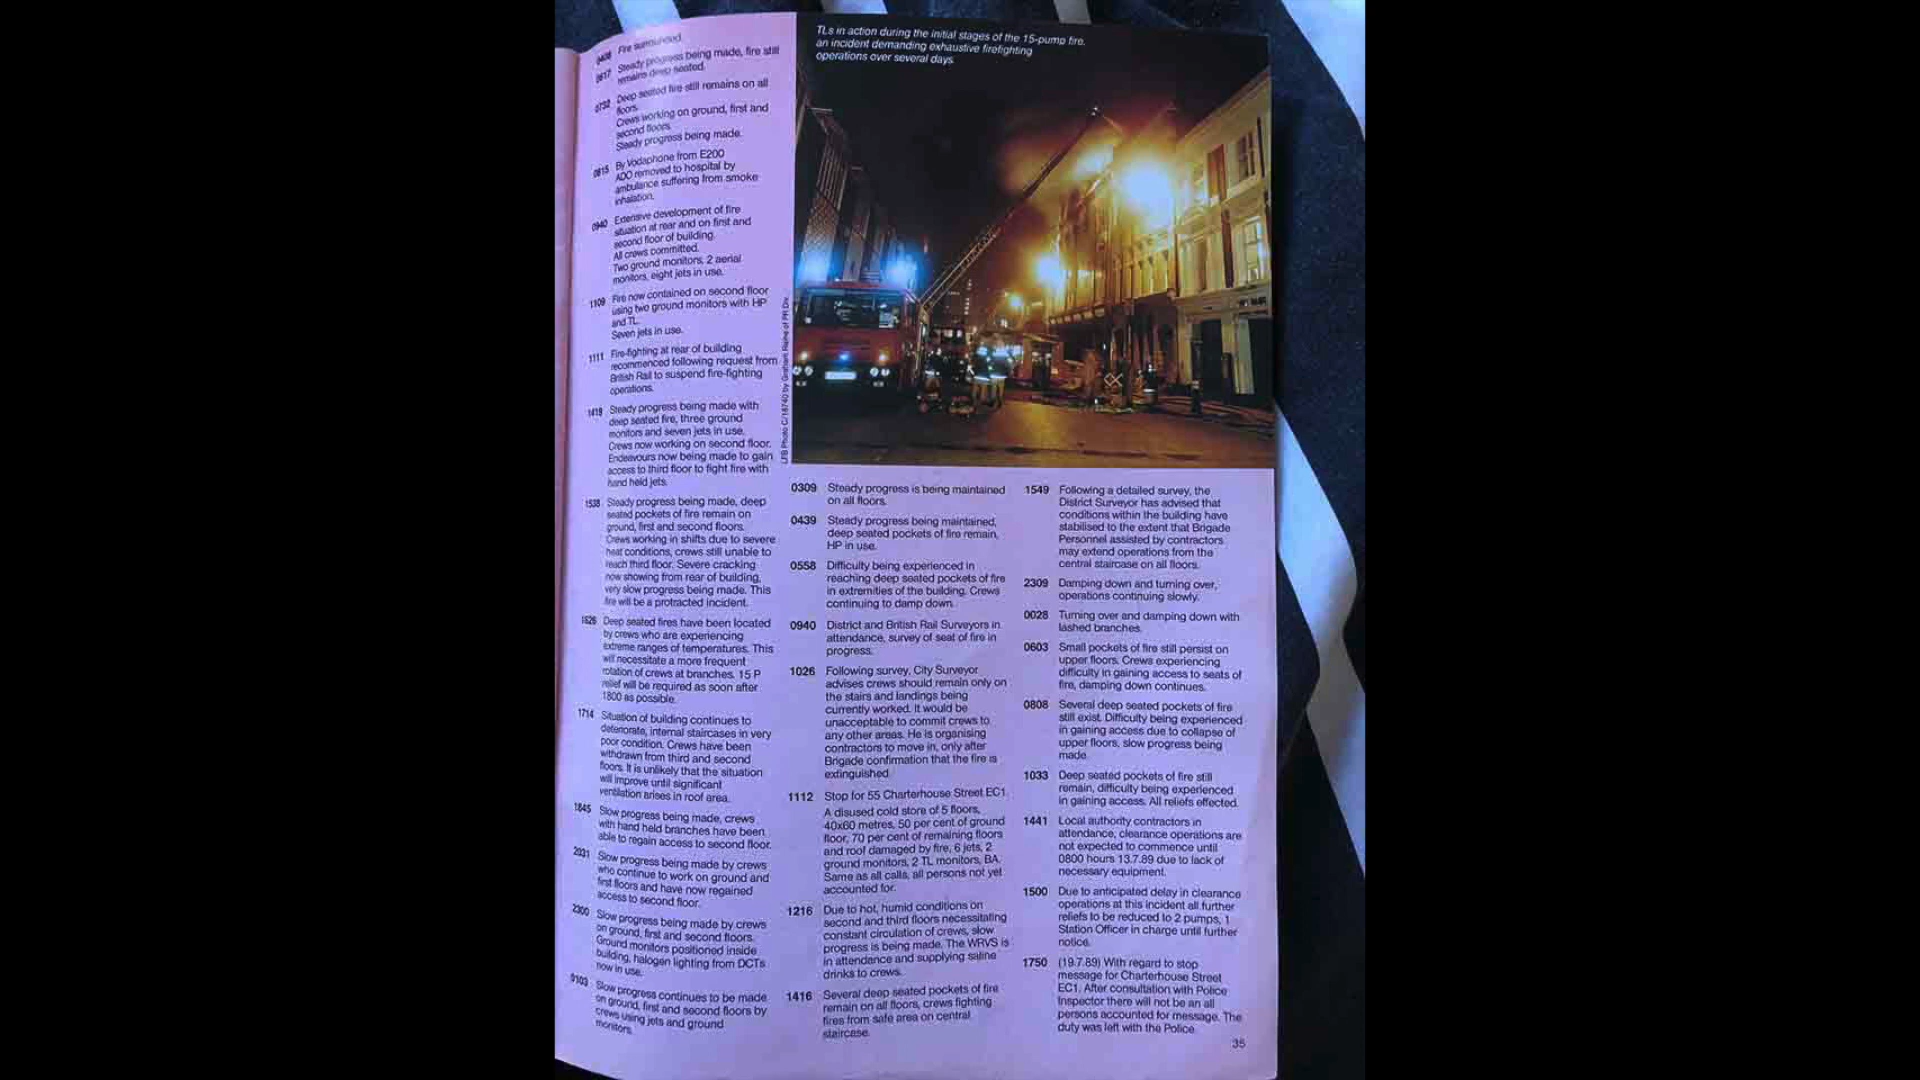 0408 Fire surround
0617 Steady progress being made, fire still
remains deep seated.
0732 Deep seated fire still remains on all
floors.
Crews working on ground, first and
second floors.
Steady progress being made.
0815 By Vodaphone from E200
ADO removed to hospital by
ambulance suffering from smoke
inhalation.
0940 Extensive development of fire
situation at rear and on first and
second floor of building.
All crews committed.
Two ground monitors, 2 aerial
monitors, eight jets in use.
1109 Fire now contained on second floor
using two ground monitors with HP
and TL.
Seven jets in use.
1111 Fire-fighting at rear of building
recommenced following request from
British Rail to suspend fire-fighting
operations.
1419 Steady progress being made with
deep seated fire, three ground
monitors and seven jets in use.
Crews now working on second floor.
Endeavours now being made to gain
access to third floor to fight fire with
hand held jets.
1538 Steady progress being made, deep
seated pockets of fire remain on
ground, first and second floors.
Crews working in shifts due to severe
heat conditions, crews still unable to
reach third floor. Severe cracking
now showing from rear of building,
very slow progress being made. This
fire will be a protracted incident.
1626 Deep seated fires have been located
by crews who are experiencing
extreme ranges of temperatures. This
will necessitate a more frequent
rotation of crews at branches. 15 P
relief will be required as soon after
1800 as possible.
1714 Situation of building continues to
deteriorate, internal staircases in very
poor condition. Crews have been
withdrawn from third and second
floors. It is unlikely that the situation
will improve until significant
ventilation arises in roof area.
1845 Slow progress being made, crews
with hand held branches have been
able to regain access to second floor.
2031 Slow progress being made by crews
who continue to work on ground and
first floors and have now regained
access to second floor.
2300 Slow progress being made by crews
on ground, first and second floors.
Ground monitors positioned inside
building, halogen lighting from DCTs
now in use.
0103 Slow progress continues to be made
on ground, first and second floors by
crews using jets and ground
monitors.
TLs in action during the initial stages of the 15-pump fire,
an incident demanding exhaustive firefighting
operations over several days.
LFB Photo C/16740 by Graham Reine of PR Div.
0309 Steady progress is being maintained
on all floors.
0439 Steady progress being maintained,
deep seated pockets of fire remain,
HP in use.
0558 Difficulty being experienced in
reaching deep seated pockets of fire
in extremities of the building. Crews
continuing to damp down.
0940 District and British Rail Surveyors in
attendance, survey of seat of fire in
progress.
1026 Following survey, City Surveyor
advises crews should remain only on
the stairs and landings being
currently worked. It would be
unacceptable to commit crews to
any other areas. He is organising
contractors to move in, only after
Brigade confirmation that the fire is
extinguished.
1112 Stop for 55 Charterhouse Street EC1.
A disused cold store of 5 floors,
40x60 metres, 50 per cent of ground
floor, 70 per cent of remaining floors
and roof damaged by fire, 6 jets, 2
ground monitors, 2 TL monitors, BA.
Same as all calls, all persons not yet
accounted for.
1216 Due to hot, humid conditions on
second and third floors necessitating
constant circulation of crews, slow
progress is being made. The WRVS is
in attendance and supplying saline
drinks to crews.
1416 Several deep seated pockets of fire
remain on all floors, crews fighting
fires from safe area on central
staircase.
1549 Following a detailed survey, the
District Surveyor has advised that
conditions within the building have
stabilised to the extent that Brigade
Personnel assisted by contractors
may extend operations from the
central staircase on all floors.
2309 Damping down and turning over,
operations continuing slowly.
0028 Turning over and damping down with
lashed branches.
0603 Small pockets of fire still persist on
upper floors. Crews experiencing
difficulty in gaining access to seats of
fire, damping down continues.
0808 Several deep seated pockets of fire
still exist. Difficulty being experienced
in gaining access due to collapse of
upper floors, slow progress being
made.
1033 Deep seated pockets of fire still
remain, difficulty being experienced
in gaining access. All reliefs effected.
1441 Local authority contractors in
attendance, clearance operations are
not expected to commence until
0800 hours 13.7.89 due to lack of
necessary equipment.
1500 Due to anticipated delay in clearance
operations at this incident all further
reliefs to be reduced to 2 pumps, 1
Station Officer in charge until further
notice.
1750 (19.7.89) With regard to stop
message for Charterhouse Street
EC1. After consultation with Police
Inspector there will not be an all
persons accounted for message. The
duty was left with the Police.
35